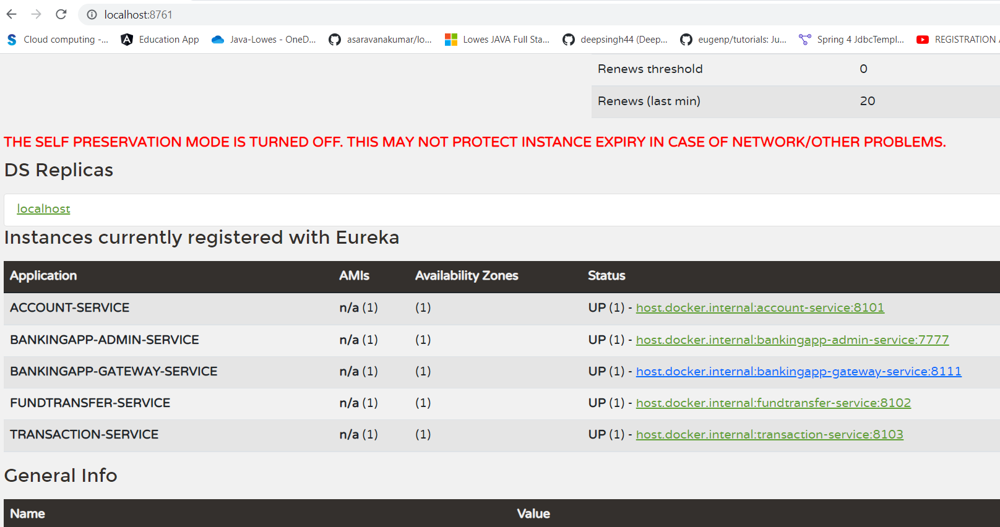 localhost:8761
Cloud computing -... Education App Java-Lowes - OneD... asaravanakumar/lo... Lowes JAVA Full Sta... deepsingh44 (Deep... eugenp/tutorials: Ju... Spring 4 JdbcTempl... REGISTRATION
Renews threshold 0
Renews (last min) 20
THE SELF PRESERVATION MODE IS TURNED OFF. THIS MAY NOT PROTECT INSTANCE EXPIRY IN CASE OF NETWORK/OTHER PROBLEMS.
DS Replicas
localhost
Instances currently registered with Eureka
Application AMIs Availability Zones Status
ACCOUNT-SERVICE n/a (1) (1) UP (1) - host.docker.internal:account-service:8101
BANKINGAPP-ADMIN-SERVICE n/a (1) (1) UP (1) - host.docker.internal:bankingapp-admin-service:7777
BANKINGAPP-GATEWAY-SERVICE n/a (1) (1) UP (1) - host.docker.internal:bankingapp-gateway-service:8111
FUNDTRANSFER-SERVICE n/a (1) (1) UP (1) - host.docker.internal:fundtransfer-service:8102
TRANSACTION-SERVICE n/a (1) (1) UP (1) - host.docker.internal:transaction-service:8103
General Info
Name Value